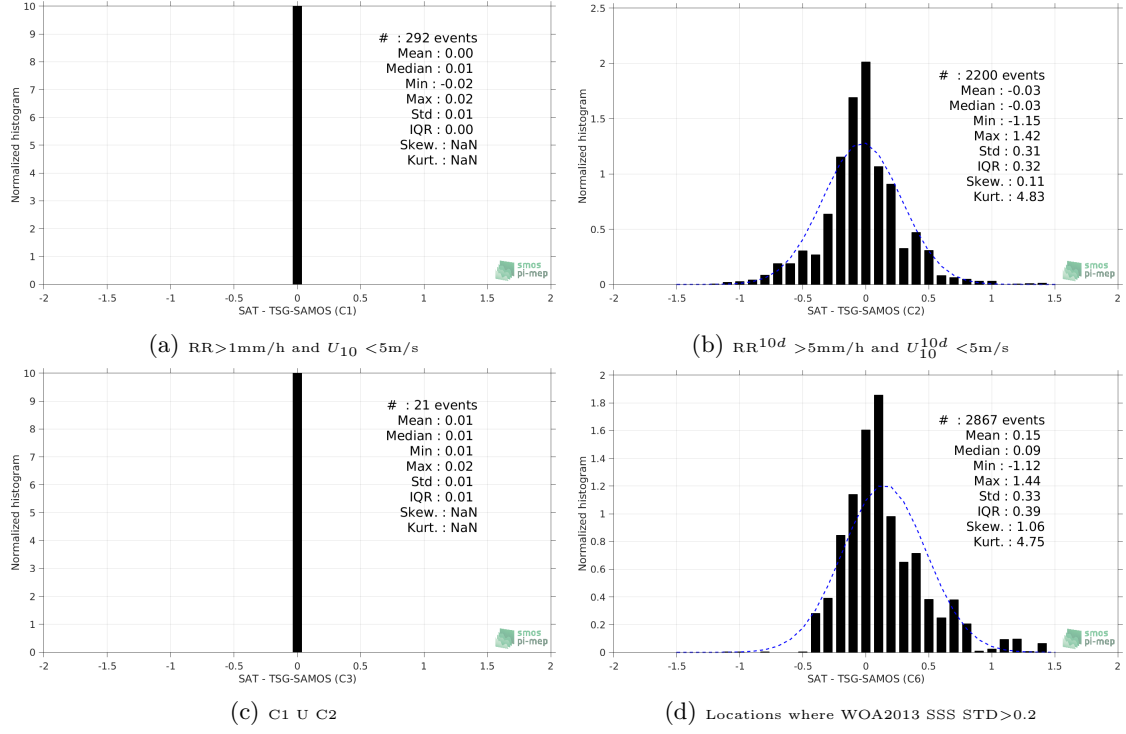 10
9
8
7
6
5
4
3
2
1
0
Normalized histogram
# : 292 events
Mean : 0.00
Median : 0.01
Min : -0.02
Max : 0.02
Std : 0.01
IQR : 0.00
Skew. : NaN
Kurt. : NaN
smos
pi-mep
-2 -1.5 -1 -0.5 0 0.5 1 1.5 2
SAT - TSG-SAMOS (C1)
(a) RR>1mm/h and U10 <5m/s
2.5
2
1.5
1
0.5
0
Normalized histogram
# : 2200 events
Mean : -0.03
Median : -0.03
Min : -1.15
Max : 1.42
Std : 0.31
IQR : 0.32
Skew. : 0.11
Kurt. : 4.83
smos
pi-mep
-2 -1.5 -1 -0.5 0 0.5 1 1.5 2
SAT - TSG-SAMOS (C2)
(b) RR^10d >5mm/h and U10^10d <5m/s
10
9
8
7
6
5
4
3
2
1
0
Normalized histogram
# : 21 events
Mean : 0.01
Median : 0.01
Min : 0.01
Max : 0.02
Std : 0.01
IQR : 0.01
Skew. : NaN
Kurt. : NaN
smos
pi-mep
-2 -1.5 -1 -0.5 0 0.5 1 1.5 2
SAT - TSG-SAMOS (C3)
(c) C1 U C2
2
1.8
1.6
1.4
1.2
1
0.8
0.6
0.4
0.2
0
Normalized histogram
# : 2867 events
Mean : 0.15
Median : 0.09
Min : -1.12
Max : 1.44
Std : 0.33
IQR : 0.39
Skew. : 1.06
Kurt. : 4.75
smos
pi-mep
-2 -1.5 -1 -0.5 0 0.5 1 1.5 2
SAT - TSG-SAMOS (C6)
(d) Locations where WOA2013 SSS STD>0.2